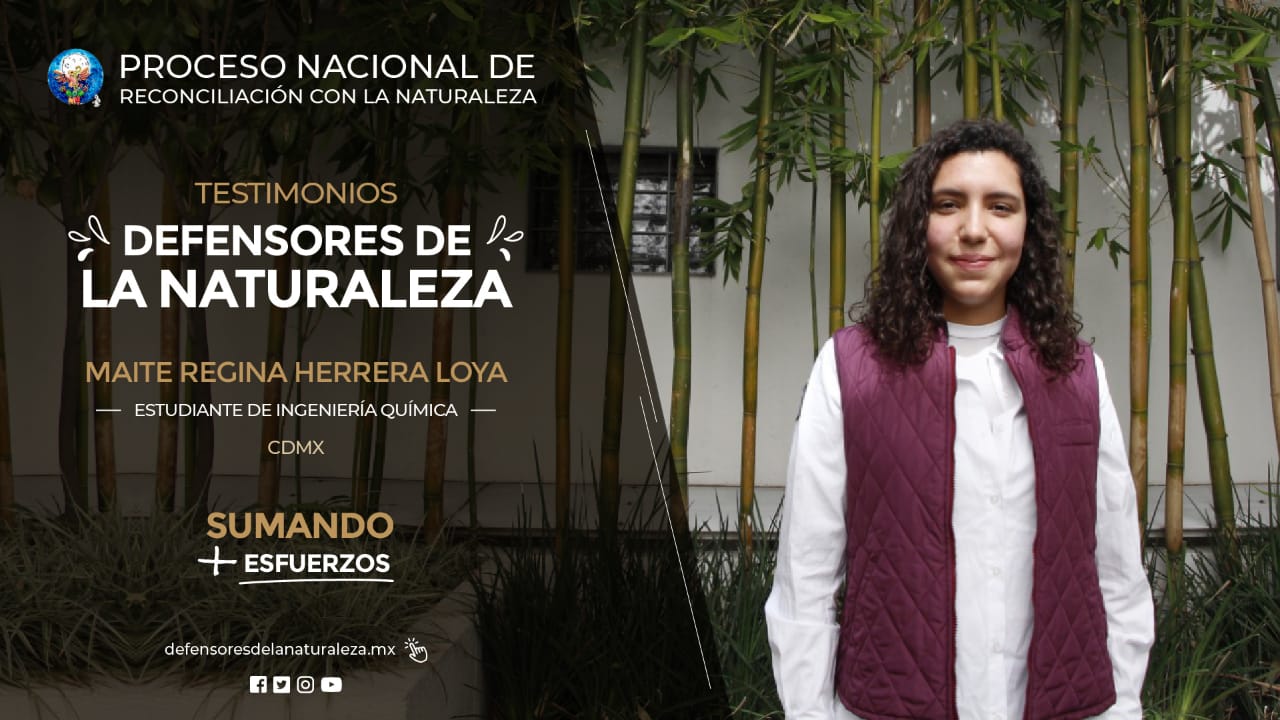 PROCESO NACIONAL DE
RECONCILIACIÓN CON LA NATURALEZA
TESTIMONIOS
DEFENSORES DE
LA NATURALEZA
MAITE REGINA HERRERA LOYA
ESTUDIANTE DE INGENIERÍA QUÍMICA
CDMX
SUMANDO
+ ESFUERZOS
defensoresdelanaturaleza.mx